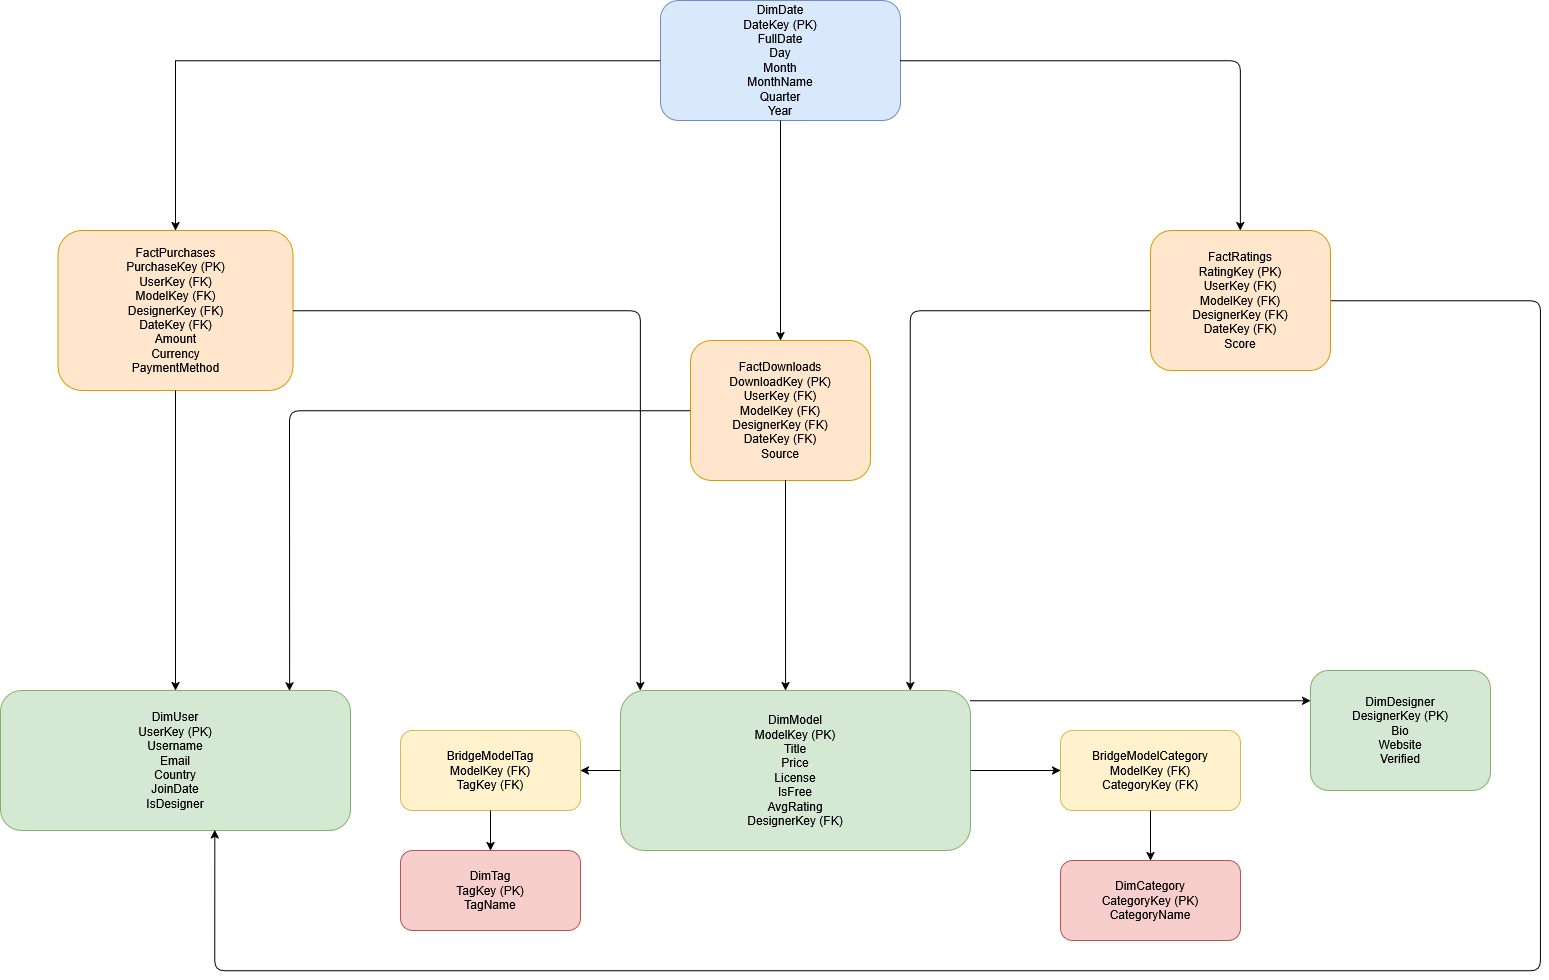 DimDate
DateKey (PK)
FullDate
Day
Month
MonthName
Quarter
Year
FactPurchases
PurchaseKey (PK)
UserKey (FK)
ModelKey (FK)
DesignerKey (FK)
DateKey (FK)
Amount
Currency
PaymentMethod
FactDownloads
DownloadKey (PK)
UserKey (FK)
ModelKey (FK)
DesignerKey (FK)
DateKey (FK)
Source
FactRatings
RatingKey (PK)
UserKey (FK)
ModelKey (FK)
DesignerKey (FK)
DateKey (FK)
Score
DimUser
UserKey (PK)
Username
Email
Country
JoinDate
IsDesigner
BridgeModelTag
ModelKey (FK)
TagKey (FK)
DimTag
TagKey (PK)
TagName
DimModel
ModelKey (PK)
Title
Price
License
IsFree
AvgRating
DesignerKey (FK)
BridgeModelCategory
ModelKey (FK)
CategoryKey (FK)
DimCategory
CategoryKey (PK)
CategoryName
DimDesigner
DesignerKey (PK)
Bio
Website
Verified